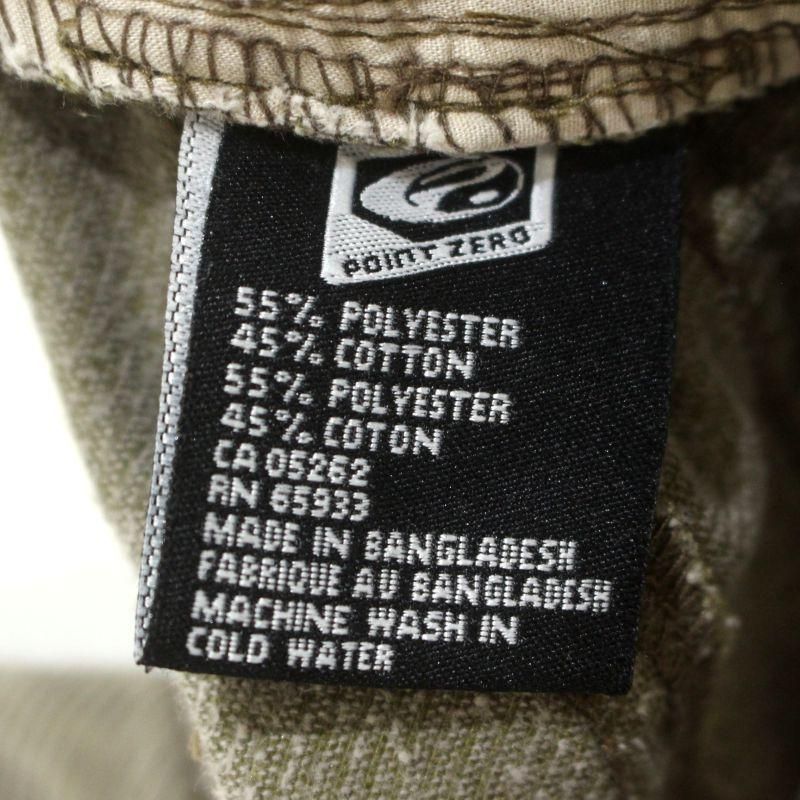 POINT ZERO
55% POLYESTER
45% COTTON
55% POLYESTER
45% COTON
CA 05282
RN 65933
MADE IN BANGLADESH
FABRIQUE AU BANGLADESH
MACHINE WASH IN
COLD WATER